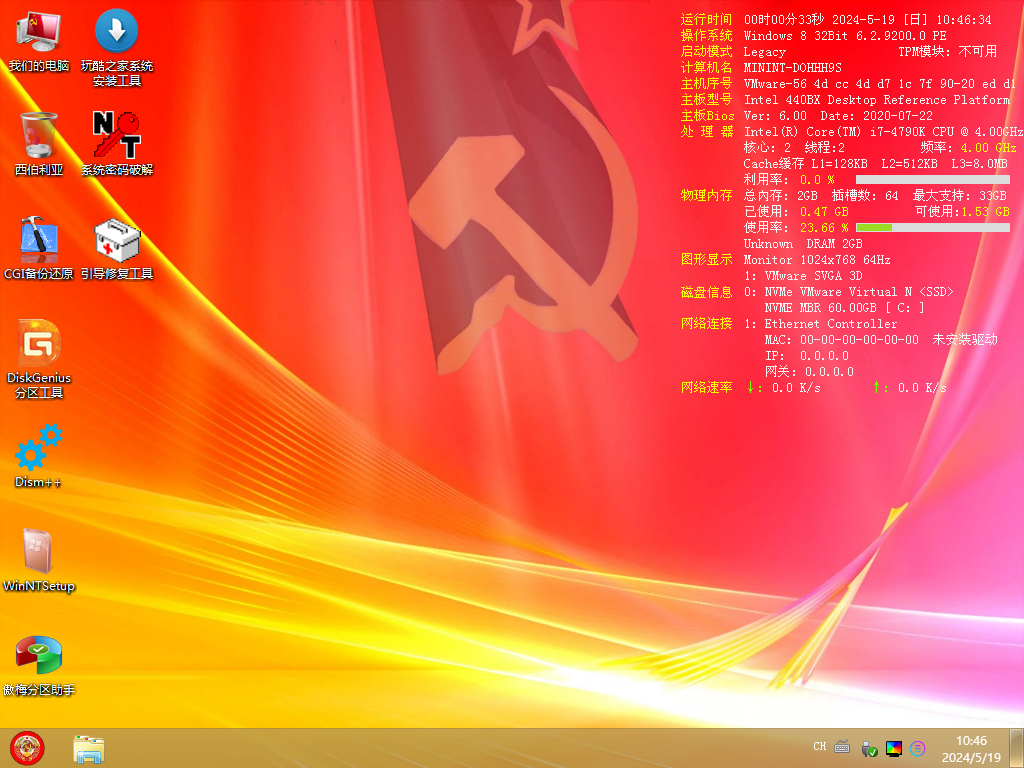 我们的电脑
玩酷之家系统
安装工具
西伯利亚
NT
系统密码破解
CGI备份还原
引导修复工具
DiskGenius
分区工具
Dism++
WinNTSetup
傲梅分区助手
运行时间 00时00分33秒 2024-5-19 [日] 10:46:34
操作系统 Windows 8 32Bit 6.2.9200.0 PE
启动模式 Legacy TPM模块: 不可用
计算机名 MININT-DOHHH9S
主机序号 VMware-56 4d cc 4d d7 1c 7f 90-20 ed d1
主板型号 Intel 440BX Desktop Reference Platform
主板Bios Ver: 6.00 Date: 2020-07-22
处 理 器 Intel(R) Core(TM) i7-4790K CPU @ 4.00GHz
核心: 2 线程:2 频率: 4.00 GHz
Cache缓存 L1=128KB L2=512KB L3=8.0MB
利用率: 0.0 %
物理内存 总内存: 2GB 插槽数: 64 最大支持: 33GB
已使用: 0.47 GB 可使用:1.53 GB
使用率: 23.66 %
Unknown DRAM 2GB
图形显示 Monitor 1024x768 64Hz
1: VMware SVGA 3D
磁盘信息 0: NVMe VMware Virtual N <SSD>
NVME MBR 60.00GB [ C: ]
网络连接 1: Ethernet Controller
MAC: 00-00-00-00-00-00 未安装驱动
IP: 0.0.0.0
网关: 0.0.0.0
网络速率 ↓: 0.0 K/s ↑: 0.0 K/s
CH
10:46
2024/5/19